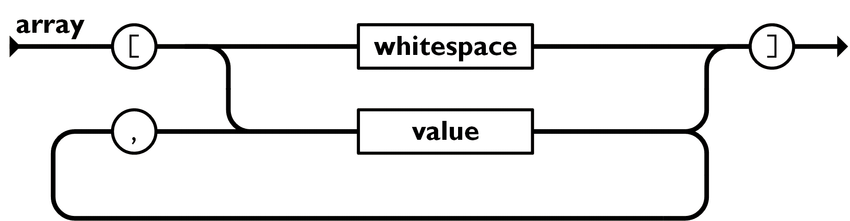 array
[ whitespace ]
, value